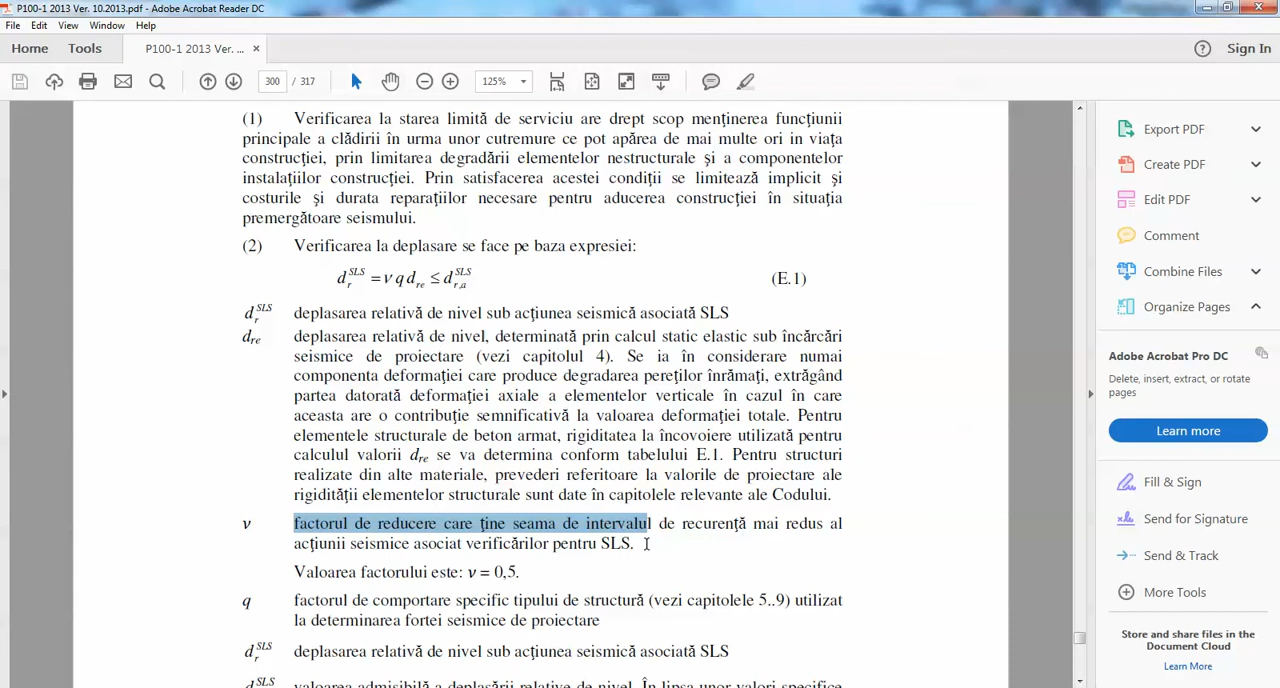 P100-1 2013 Ver. 10.2013.pdf - Adobe Acrobat Reader DC
File Edit View Window Help
Home Tools P100-1 2013 Ver. ... × ? Sign In
300 / 317 125%
(1) Verificarea la starea limită de serviciu are drept scop menţinerea funcţiunii
principale a clădirii în urma unor cutremure ce pot apărea de mai multe ori in viaţa
construcţiei, prin limitarea degradării elementelor nestructurale şi a componentelor
instalaţiilor construcţiei. Prin satisfacerea acestei condiţii se limitează implicit şi
costurile şi durata reparaţiilor necesare pentru aducerea construcţiei în situaţia
premergătoare seismului.
(2) Verificarea la deplasare se face pe baza expresiei:
d_r^SLS = ν q d_re ≤ d_r,a^SLS (E.1)
d_r^SLS deplasarea relativă de nivel sub acţiunea seismică asociată SLS
d_re deplasarea relativă de nivel, determinată prin calcul static elastic sub încărcări
seismice de proiectare (vezi capitolul 4). Se ia în considerare numai
componenta deformaţiei care produce degradarea pereţilor înrămaţi, extrăgând
partea datorată deformaţiei axiale a elementelor verticale în cazul în care
aceasta are o contribuţie semnificativă la valoarea deformaţiei totale. Pentru
elementele structurale de beton armat, rigiditatea la încovoiere utilizată pentru
calculul valorii d_re se va determina conform tabelului E.1. Pentru structuri
realizate din alte materiale, prevederi referitoare la valorile de proiectare ale
rigidităţii elementelor structurale sunt date în capitolele relevante ale Codului.
ν factorul de reducere care ţine seama de intervalul de recurenţă mai redus al
acţiunii seismice asociat verificărilor pentru SLS.
Valoarea factorului este: ν = 0,5.
q factorul de comportare specific tipului de structură (vezi capitolele 5..9) utilizat
la determinarea fortei seismice de proiectare
d_r^SLS deplasarea relativă de nivel sub acţiunea seismică asociată SLS
d^SLS valoarea admisibilă a deplasării relative de nivel. În lipsa unor valori specifice
Export PDF
Create PDF
Edit PDF
Comment
Combine Files
Organize Pages
Adobe Acrobat Pro DC
Delete, insert, extract, or rotate
pages
Learn more
Fill & Sign
Send for Signature
Send & Track
More Tools
Store and share files in the
Document Cloud
Learn More